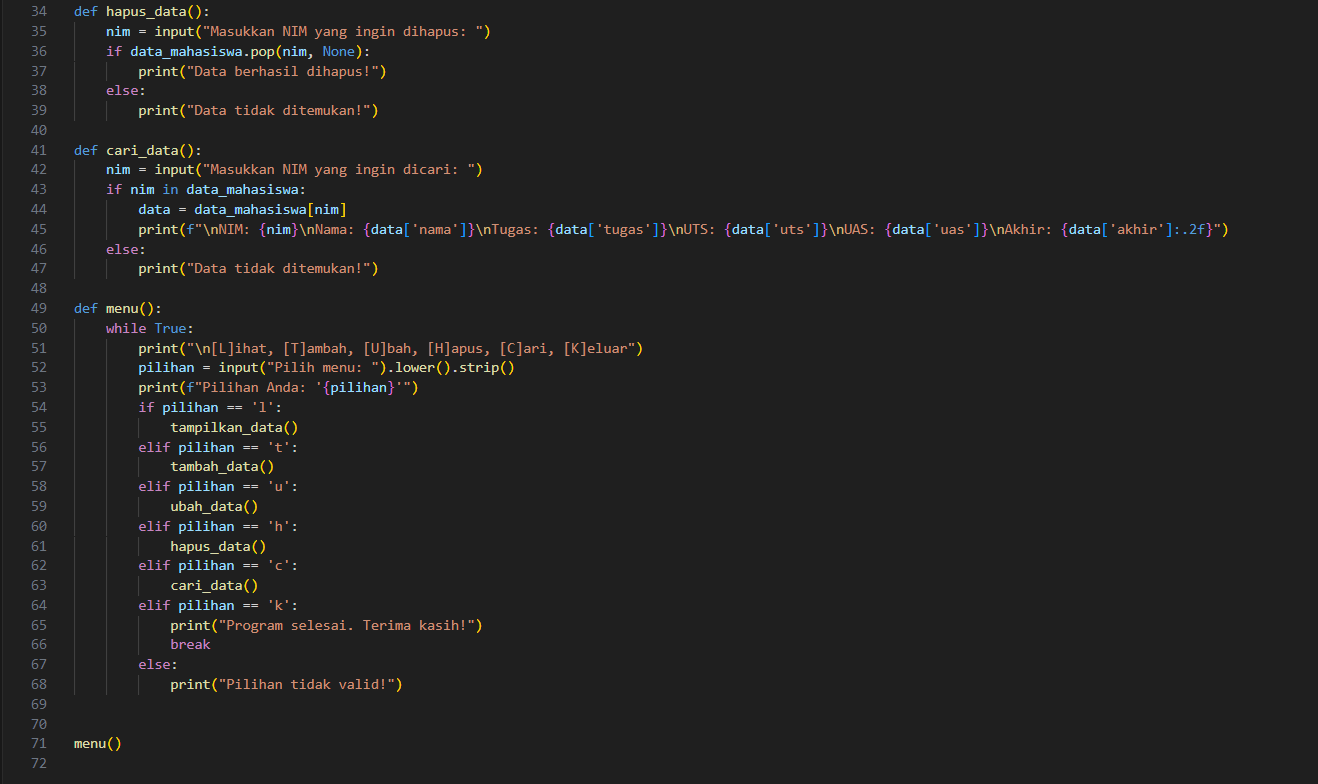 34 def hapus_data():
35     nim = input("Masukkan NIM yang ingin dihapus: ")
36     if data_mahasiswa.pop(nim, None):
37         print("Data berhasil dihapus!")
38     else:
39         print("Data tidak ditemukan!")
40
41 def cari_data():
42     nim = input("Masukkan NIM yang ingin dicari: ")
43     if nim in data_mahasiswa:
44         data = data_mahasiswa[nim]
45         print(f"\nNIM: {nim}\nNama: {data['nama']}\nTugas: {data['tugas']}\nUTS: {data['uts']}\nUAS: {data['uas']}\nAkhir: {data['akhir']:.2f}")
46     else:
47         print("Data tidak ditemukan!")
48
49 def menu():
50     while True:
51         print("\n[L]ihat, [T]ambah, [U]bah, [H]apus, [C]ari, [K]eluar")
52         pilihan = input("Pilih menu: ").lower().strip()
53         print(f"Pilihan Anda: '{pilihan}'")
54         if pilihan == 'l':
55             tampilkan_data()
56         elif pilihan == 't':
57             tambah_data()
58         elif pilihan == 'u':
59             ubah_data()
60         elif pilihan == 'h':
61             hapus_data()
62         elif pilihan == 'c':
63             cari_data()
64         elif pilihan == 'k':
65             print("Program selesai. Terima kasih!")
66             break
67         else:
68             print("Pilihan tidak valid!")
69
70
71 menu()
72